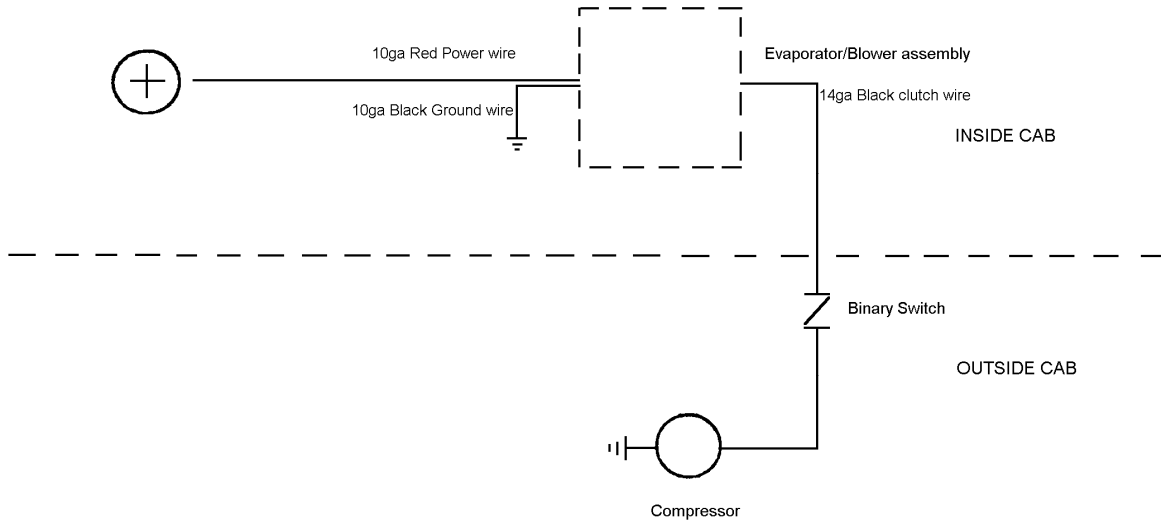 10ga Red Power wire
Evaporator/Blower assembly
10ga Black Ground wire
14ga Black clutch wire
INSIDE CAB
Binary Switch
OUTSIDE CAB
Compressor